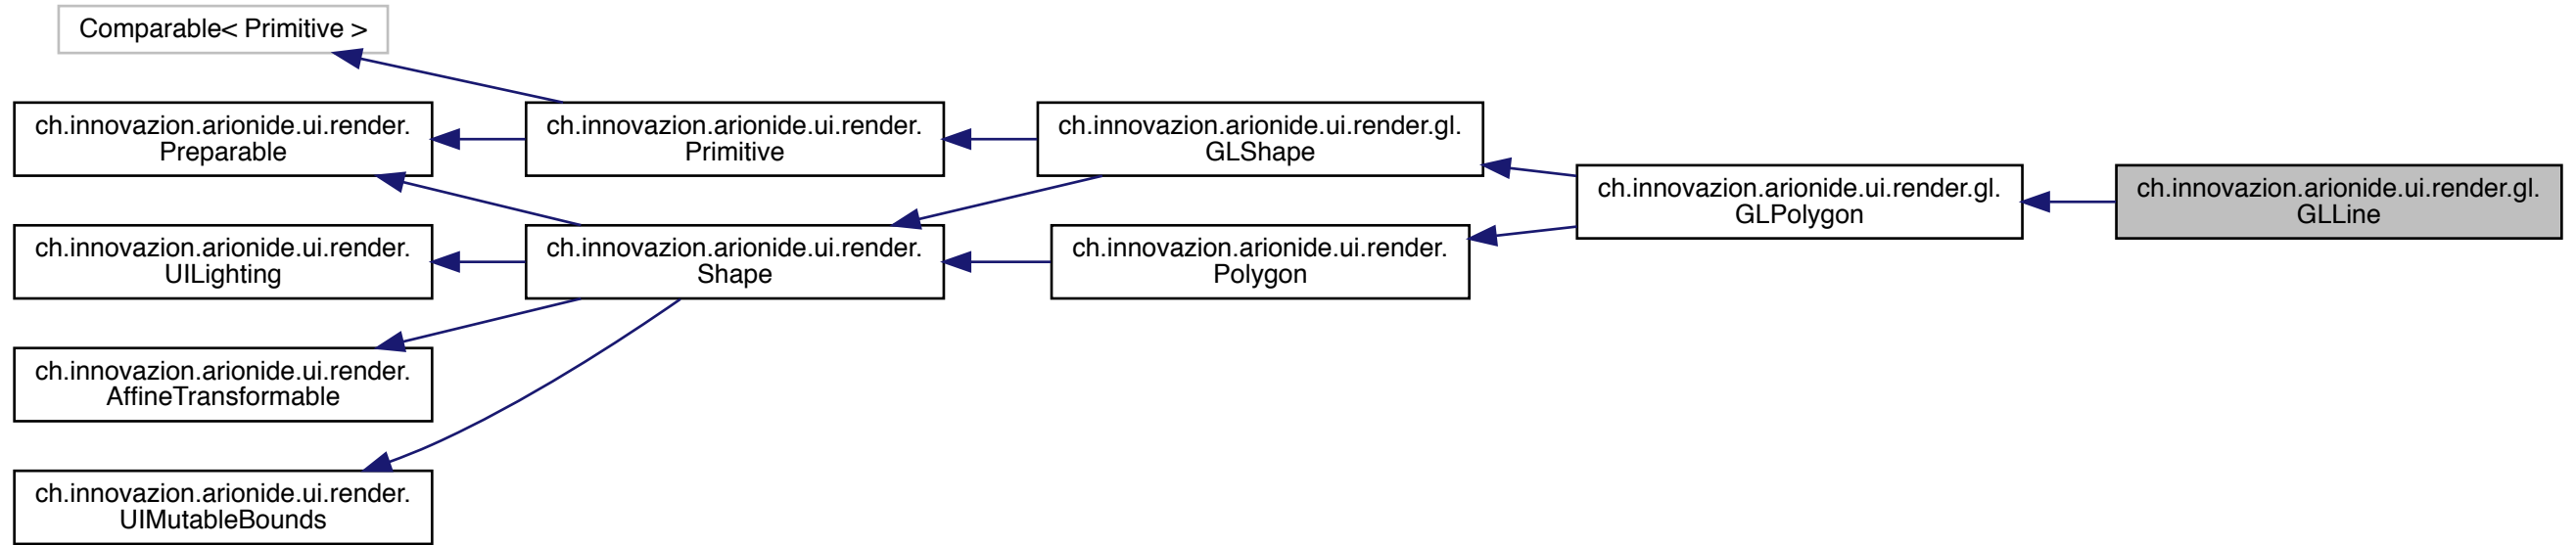 Comparable< Primitive >
ch.innovazion.arionide.ui.render.
Preparable
ch.innovazion.arionide.ui.render.
Primitive
ch.innovazion.arionide.ui.render.gl.
GLShape
ch.innovazion.arionide.ui.render.gl.
GLPolygon
ch.innovazion.arionide.ui.render.gl.
GLLine
ch.innovazion.arionide.ui.render.
UILighting
ch.innovazion.arionide.ui.render.
Shape
ch.innovazion.arionide.ui.render.
Polygon
ch.innovazion.arionide.ui.render.
AffineTransformable
ch.innovazion.arionide.ui.render.
UIMutableBounds